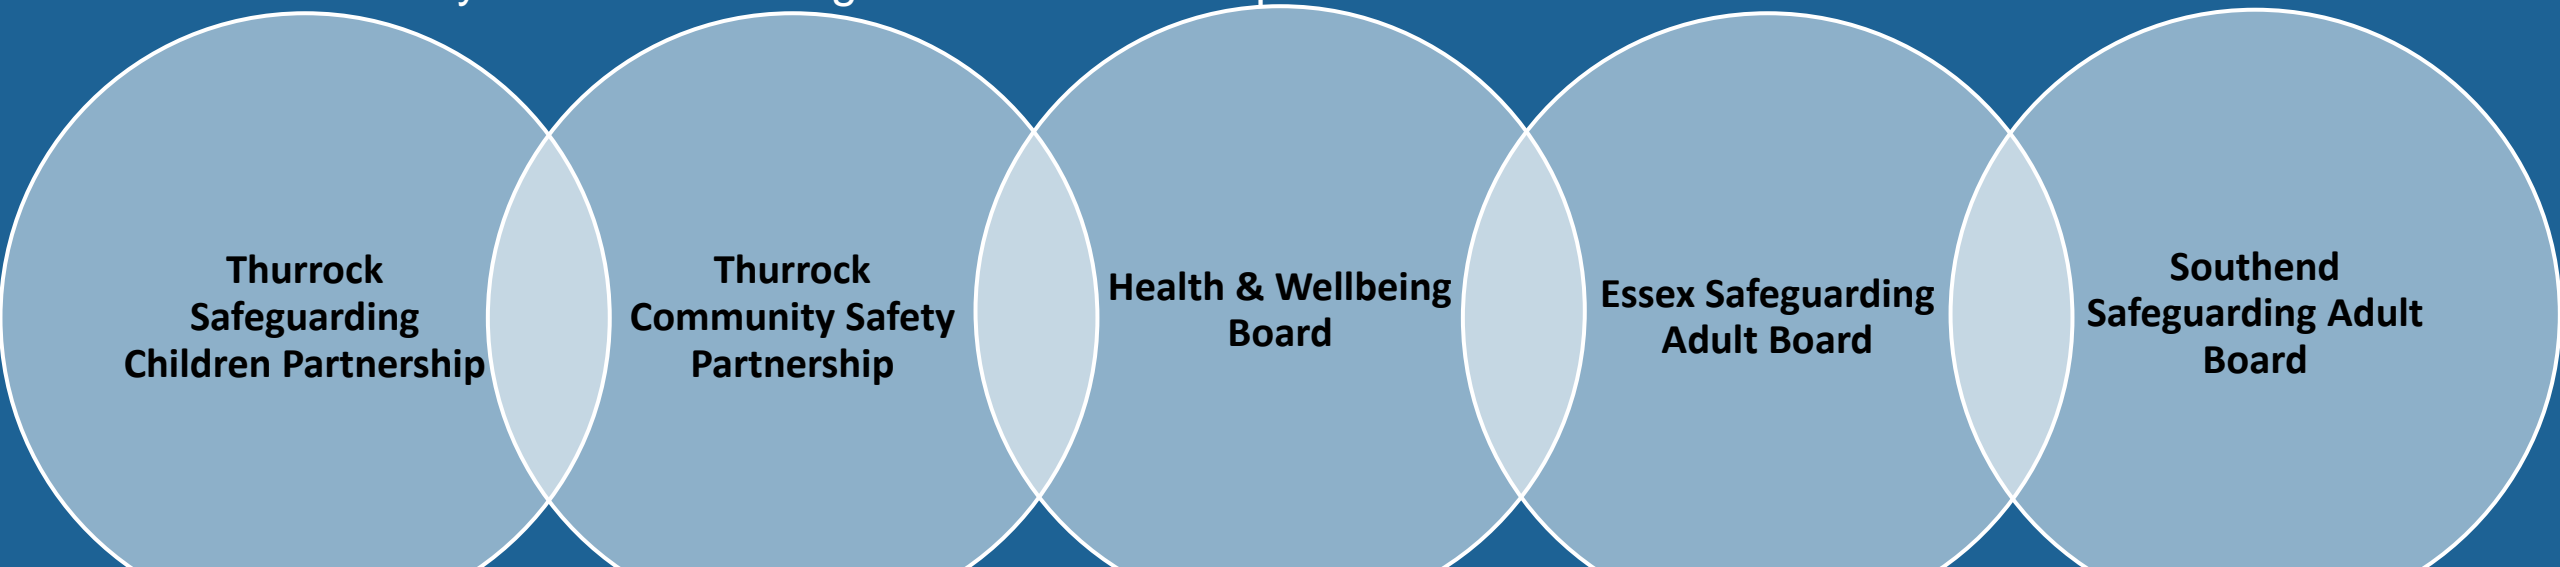 Thurrock
Safeguarding
Children Partnership
Thurrock
Community Safety
Partnership
Health & Wellbeing
Board
Essex Safeguarding
Adult Board
Southend
Safeguarding Adult
Board